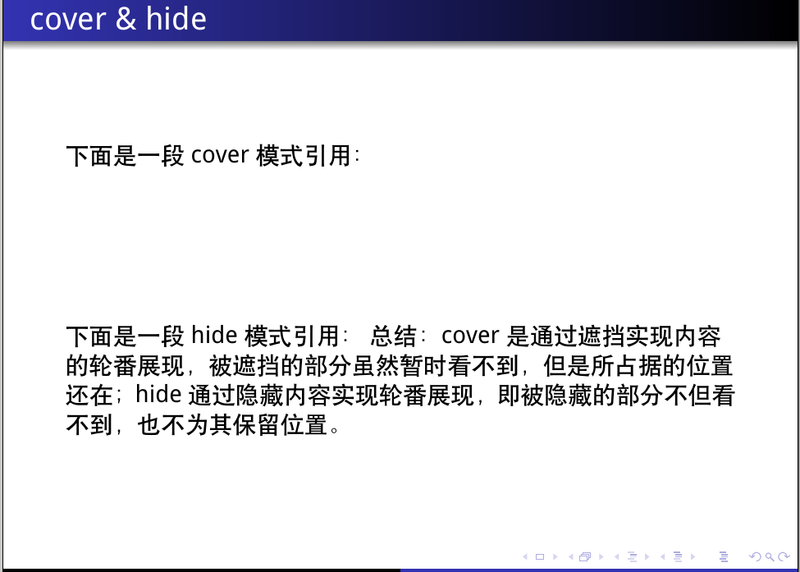 cover & hide
下面是一段 cover 模式引用：
下面是一段 hide 模式引用： 总结：cover 是通过遮挡实现内容
的轮番展现，被遮挡的部分虽然暂时看不到，但是所占据的位置
还在；hide 通过隐藏内容实现轮番展现，即被隐藏的部分不但看
不到，也不为其保留位置。